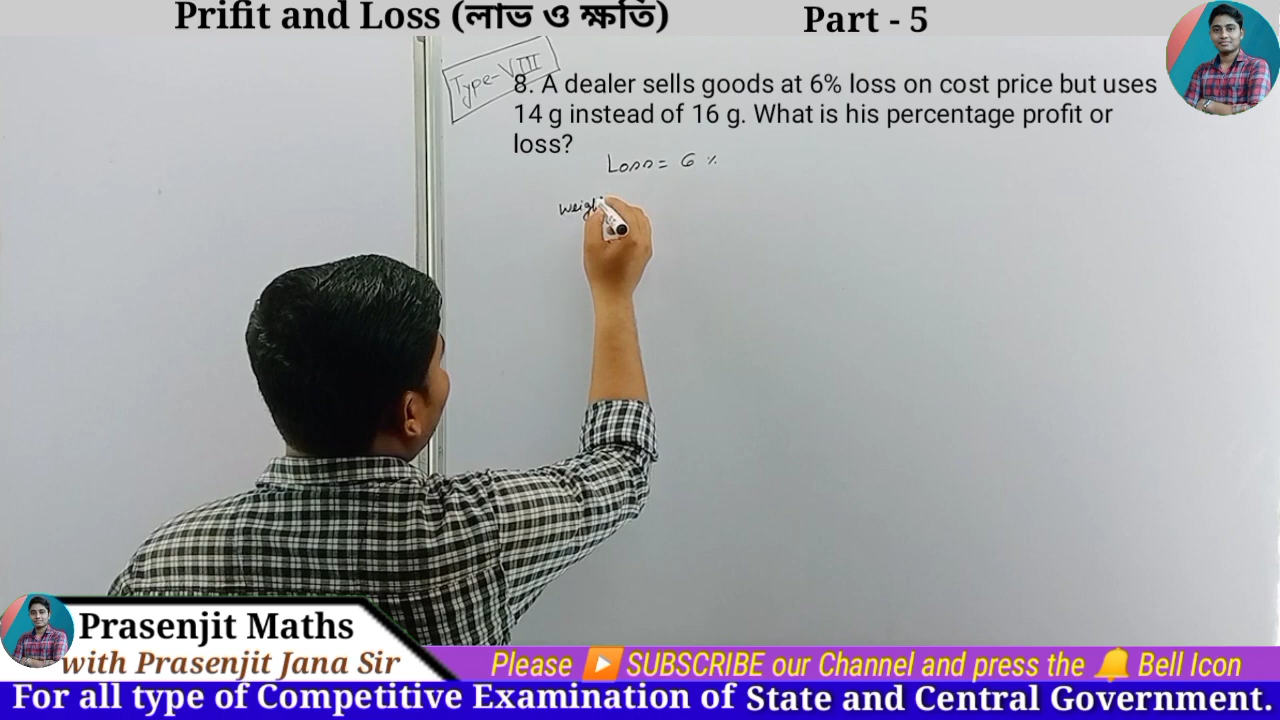 Prifit and Loss (লাভ ও ক্ষতি) Part - 5
Type-VIII
8. A dealer sells goods at 6% loss on cost price but uses
14 g instead of 16 g. What is his percentage profit or
loss?
Loss = 6 %
Weigh
Prasenjit Maths
with Prasenjit Jana Sir
Please ▶️ SUBSCRIBE our Channel and press the 🔔 Bell Icon
For all type of Competitive Examination of State and Central Government.